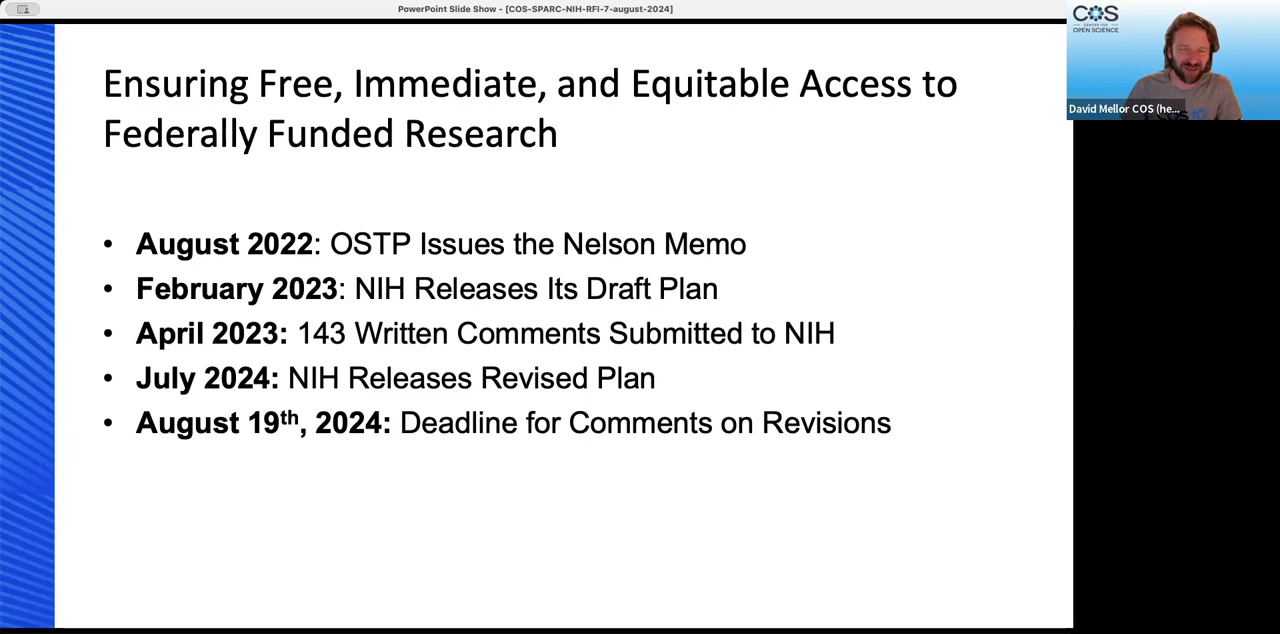 PowerPoint Slide Show - [COS-SPARC-NIH-RFI-7-august-2024]
COS
CENTER FOR
OPEN SCIENCE
David Mellor COS (he...
Ensuring Free, Immediate, and Equitable Access to
Federally Funded Research
• August 2022: OSTP Issues the Nelson Memo
• February 2023: NIH Releases Its Draft Plan
• April 2023: 143 Written Comments Submitted to NIH
• July 2024: NIH Releases Revised Plan
• August 19th, 2024: Deadline for Comments on Revisions